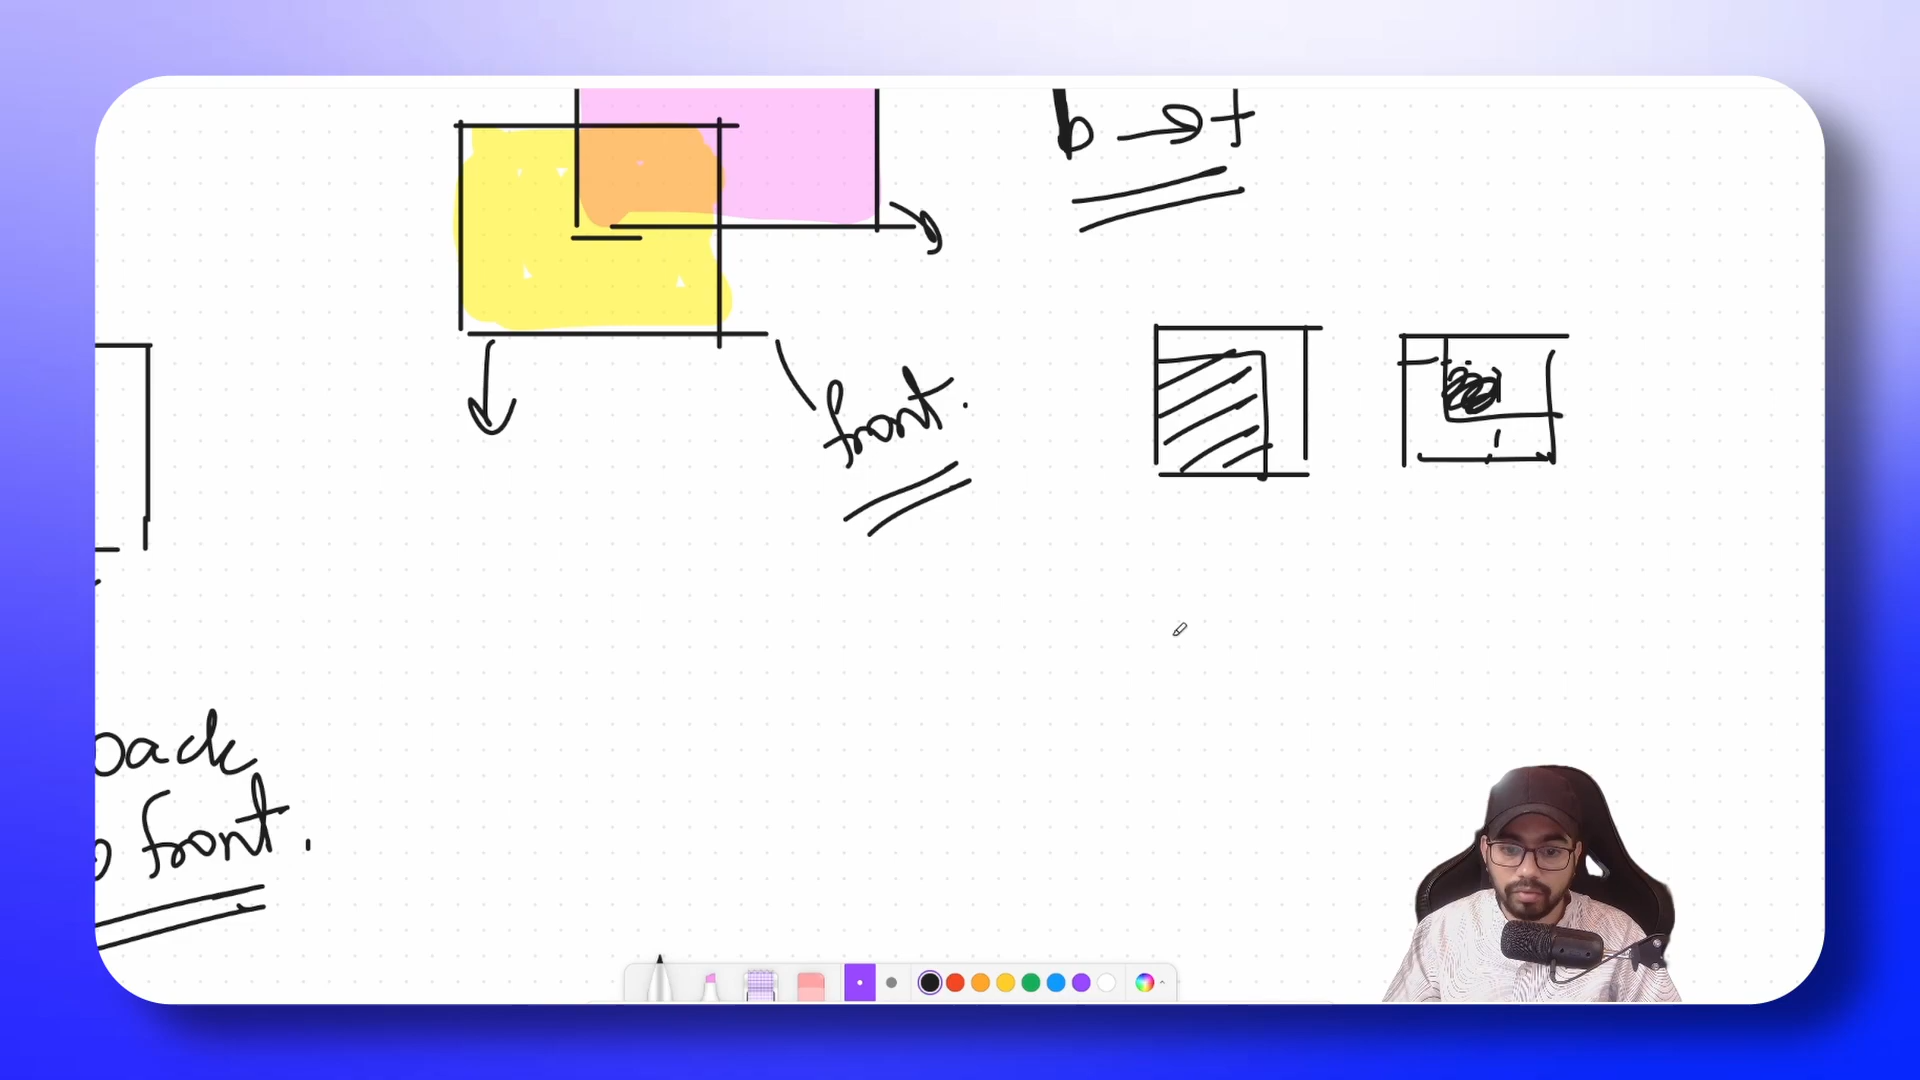 b → f
front.
back
front.